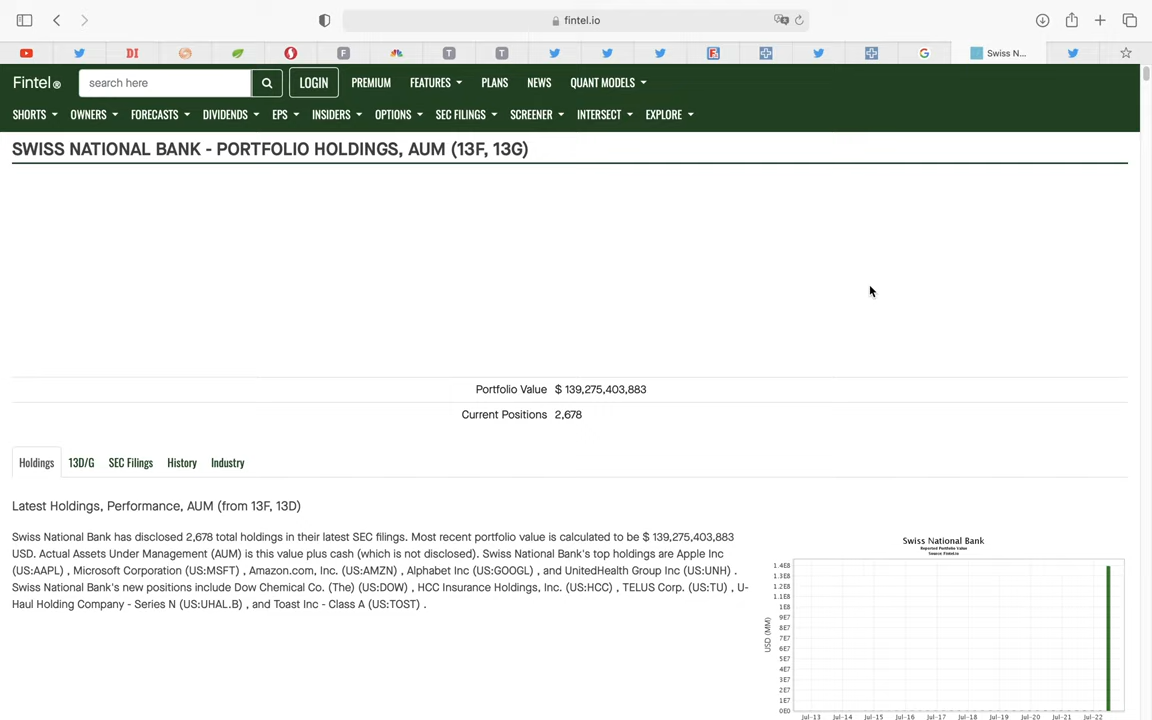 fintel.io
Swiss N...
Fintel®
search here
LOGIN
PREMIUM
FEATURES
PLANS
NEWS
QUANT MODELS
SHORTS
OWNERS
FORECASTS
DIVIDENDS
EPS
INSIDERS
OPTIONS
SEC FILINGS
SCREENER
INTERSECT
EXPLORE
SWISS NATIONAL BANK - PORTFOLIO HOLDINGS, AUM (13F, 13G)
Portfolio Value $ 139,275,403,883
Current Positions 2,678
Holdings
13D/G
SEC Filings
History
Industry
Latest Holdings, Performance, AUM (from 13F, 13D)
Swiss National Bank has disclosed 2,678 total holdings in their latest SEC filings. Most recent portfolio value is calculated to be $ 139,275,403,883
USD. Actual Assets Under Management (AUM) is this value plus cash (which is not disclosed). Swiss National Bank's top holdings are Apple Inc
(US:AAPL) , Microsoft Corporation (US:MSFT) , Amazon.com, Inc. (US:AMZN) , Alphabet Inc (US:GOOGL) , and UnitedHealth Group Inc (US:UNH) .
Swiss National Bank's new positions include Dow Chemical Co. (The) (US:DOW) , HCC Insurance Holdings, Inc. (US:HCC) , TELUS Corp. (US:TU) , U-
Haul Holding Company - Series N (US:UHAL.B) , and Toast Inc - Class A (US:TOST) .
Swiss National Bank
Reported Portfolio Value
Source: Fintel.io
USD (MM)
1.4E8
1.3E8
1.2E8
1.1E8
1E8
9E7
8E7
7E7
6E7
5E7
4E7
3E7
2E7
1E7
0E0
Jul-13
Jul-14
Jul-15
Jul-16
Jul-17
Jul-18
Jul-19
Jul-20
Jul-21
Jul-22